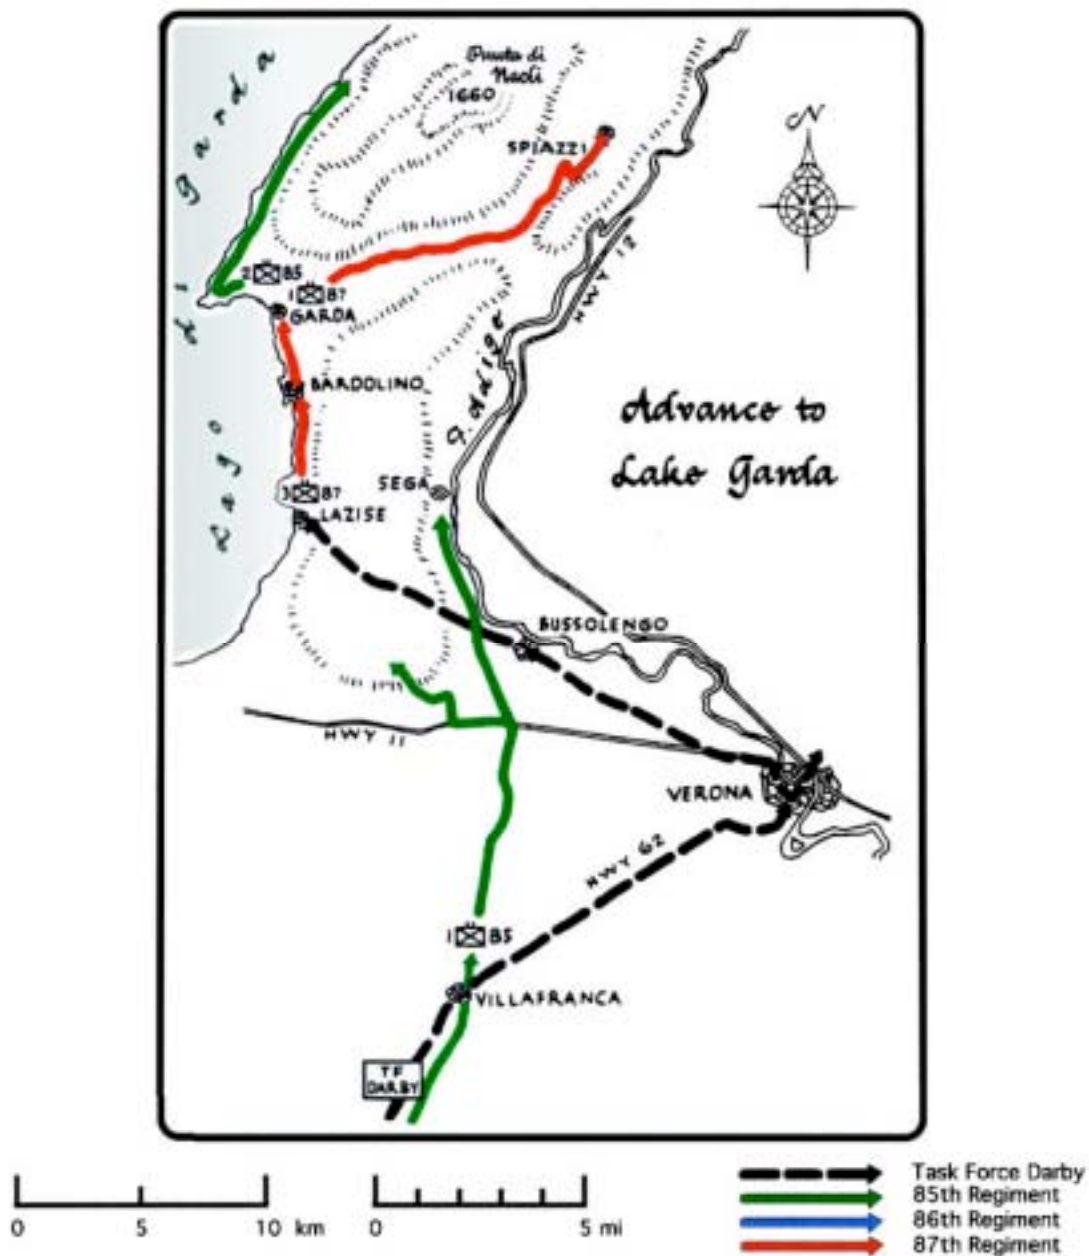 Punta di
Naoli
1660
SPIAZZI
N
HWY 12
2 85
1 87
GARDA
Lago di garda
BARDOLINO
Advance to
Lake Garda
SEGA
3 87
LAZISE
BUSSOLENGO
HWY 11
VERONA
HWY 62
1 85
VILLAFRANCA
TF
DARBY
0 5 10 km
0 5 mi
Task Force Darby
85th Regiment
86th Regiment
87th Regiment